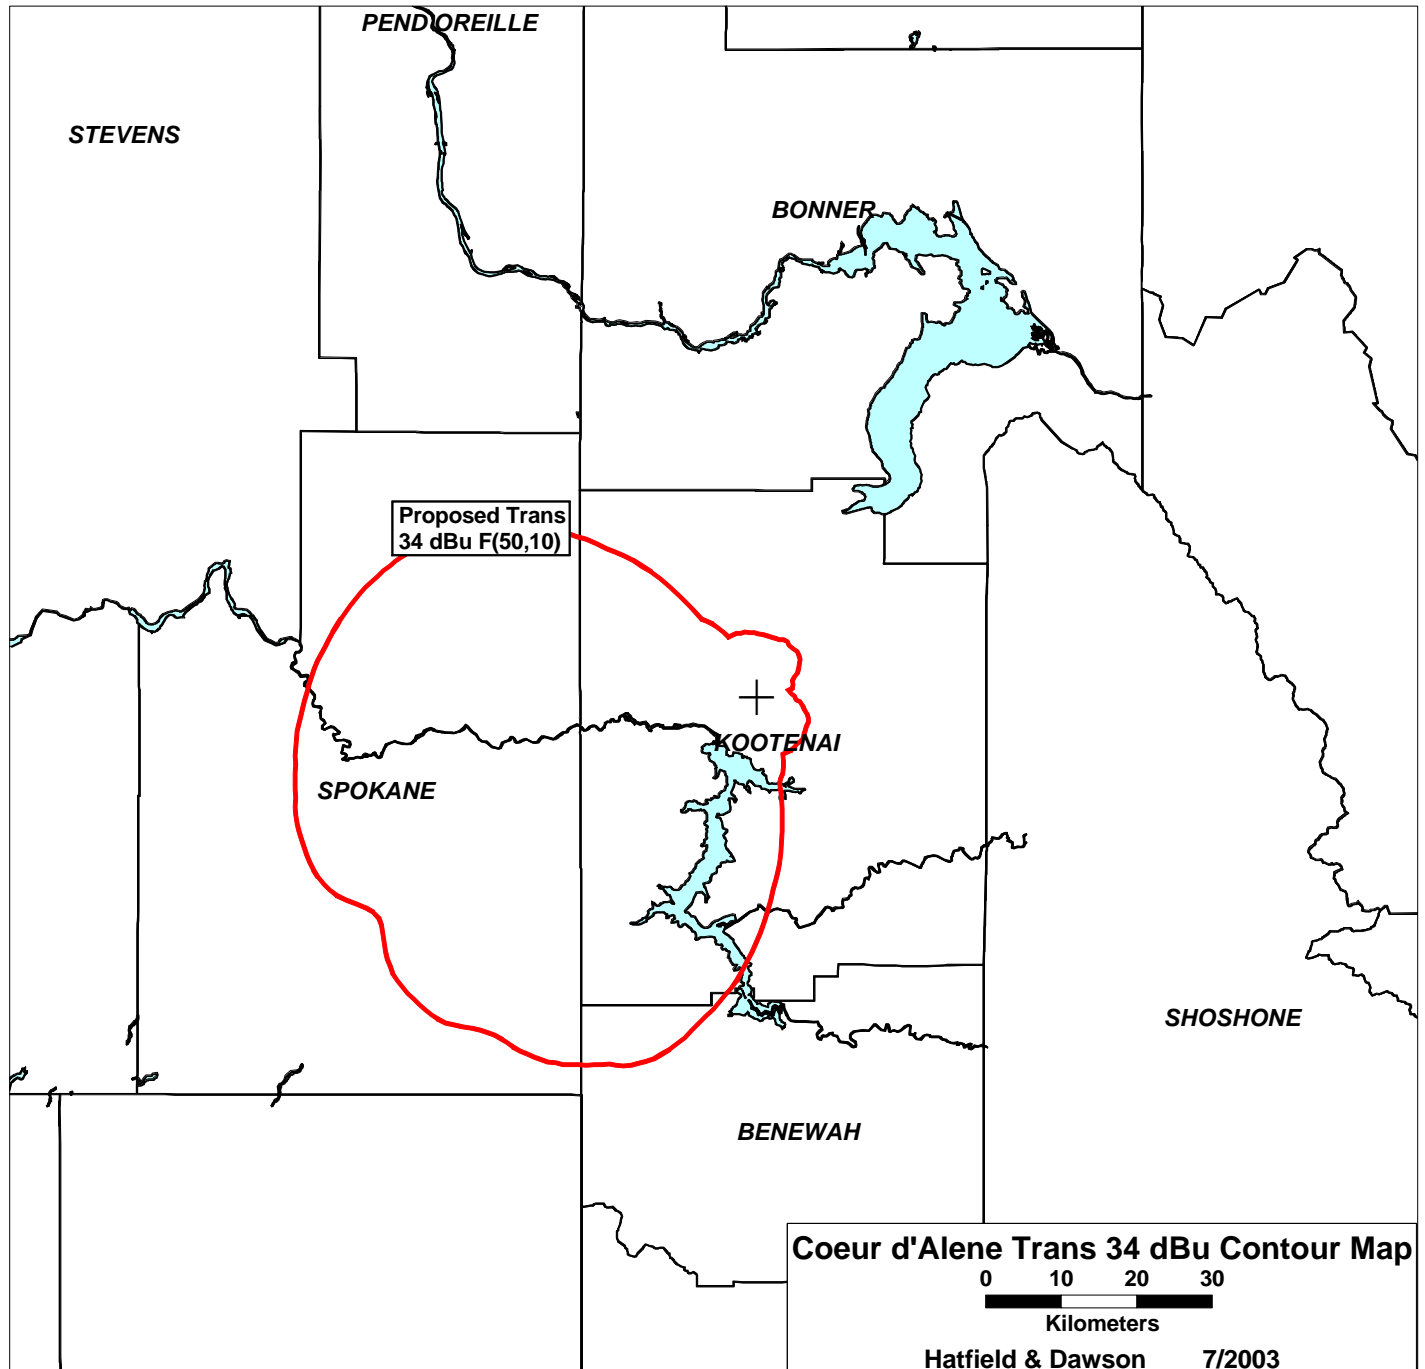 PEND OREILLE
STEVENS
BONNER
Proposed Trans
34 dBu F(50,10)
KOOTENAI
SPOKANE
SHOSHONE
BENEWAH
Coeur d'Alene Trans 34 dBu Contour Map
0 10 20 30
Kilometers
Hatfield & Dawson 7/2003